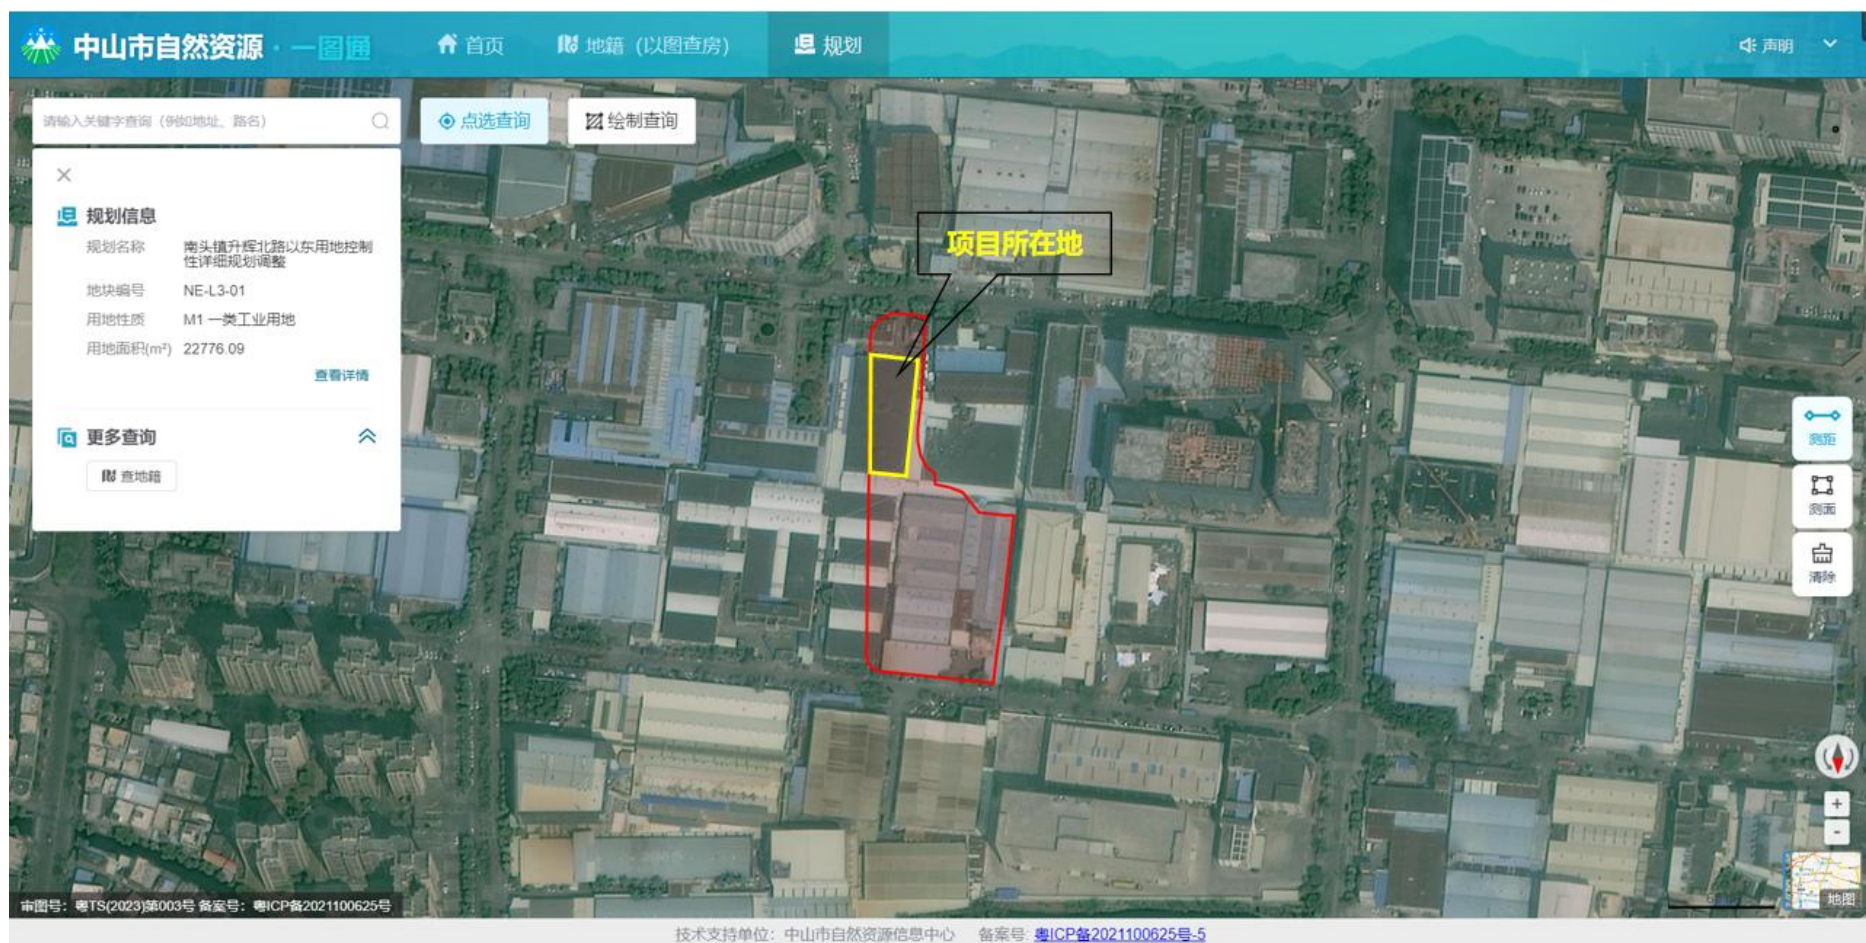 中山市自然资源·一图通
首页
地籍（以图查房）
规划
声明
请输入关键字查询（例如地址、路名）
点选查询
绘制查询
规划信息
规划名称 南头镇升辉北路以东用地控制
性详细规划调整
地块编号 NE-L3-01
用地性质 M1 一类工业用地
用地面积(m²) 22776.09
查看详情
更多查询
查地籍
项目所在地
测距
测面
清除
+
-
地图
审图号：粤TS(2023)第003号 备案号：粤ICP备2021100625号
技术支持单位：中山市自然资源信息中心 备案号: 粤ICP备2021100625号-5